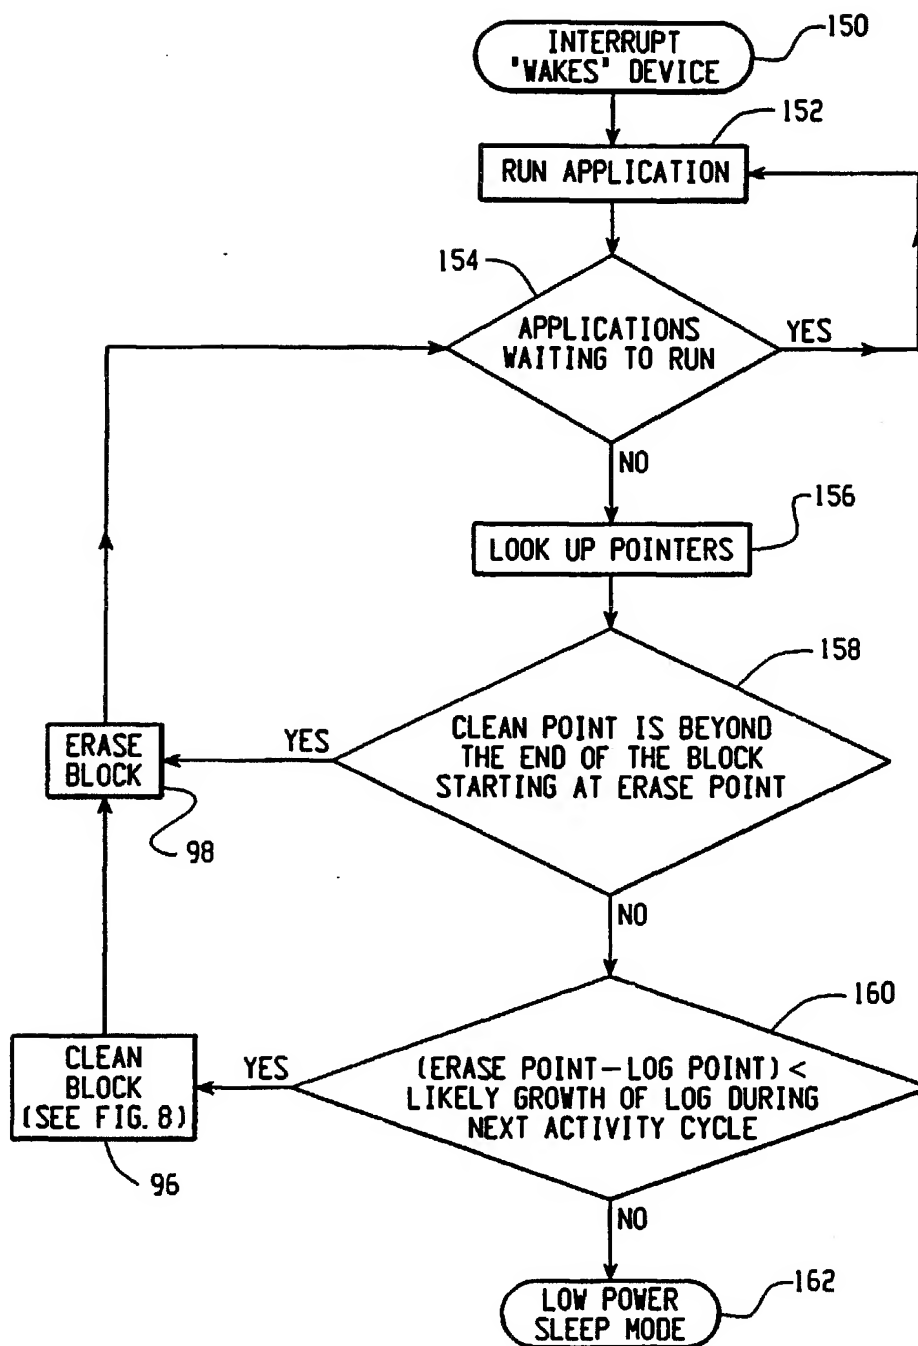 INTERRUPT
"WAKES" DEVICE
150
152
RUN APPLICATION
154
APPLICATIONS
WAITING TO RUN
YES
NO
156
LOOK UP POINTERS
158
CLEAN POINT IS BEYOND
THE END OF THE BLOCK
STARTING AT ERASE POINT
YES
ERASE
BLOCK
98
NO
160
(ERASE POINT-LOG POINT) <
LIKELY GROWTH OF LOG DURING
NEXT ACTIVITY CYCLE
YES
CLEAN
BLOCK
(SEE FIG. 8)
96
NO
LOW POWER
SLEEP MODE
162